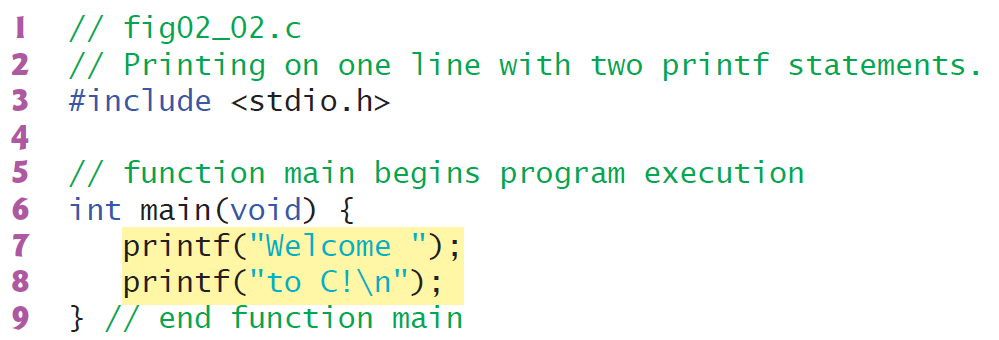 1 // fig02_02.c
2 // Printing on one line with two printf statements.
3 #include <stdio.h>
4
5 // function main begins program execution
6 int main(void) {
7    printf("Welcome ");
8    printf("to C!\n");
9 } // end function main